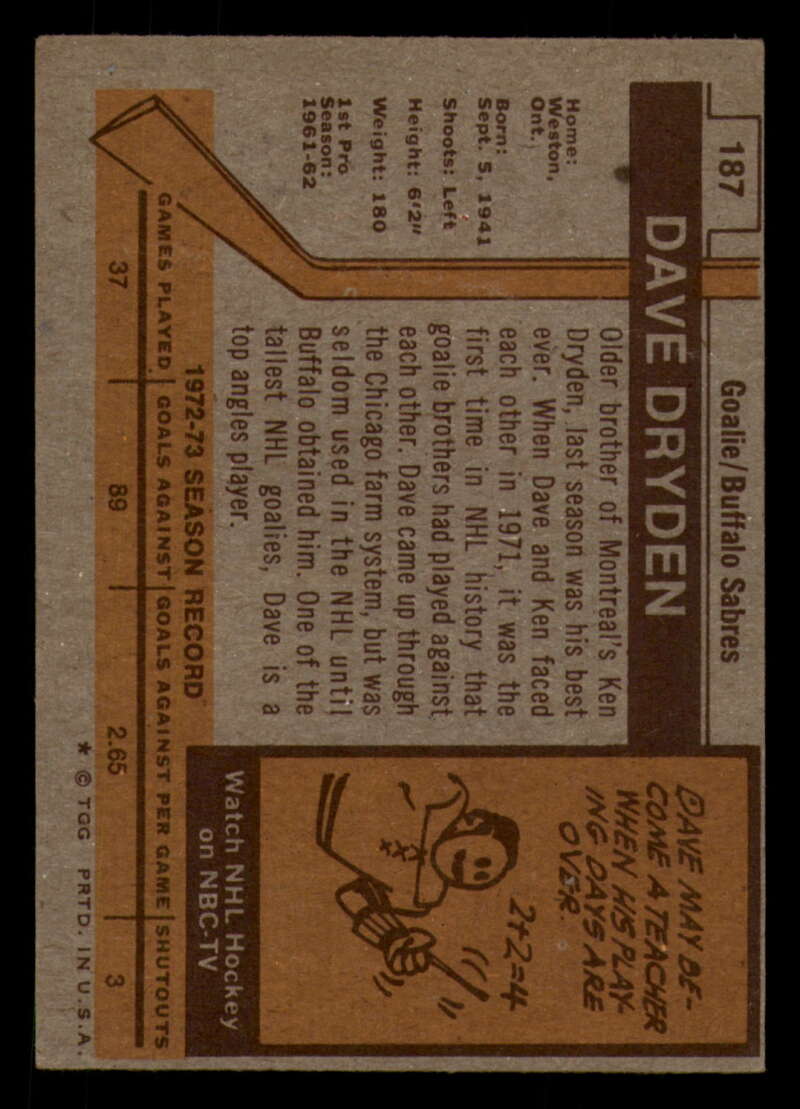 187
Goalie/Buffalo Sabres
DAVE DRYDEN
Home:
Weston,
Ont.
Born:
Sept. 5, 1941
Shoots: Left
Height: 6'2"
Weight: 180
1st Pro
Season:
1961-62
Older brother of Montreal's Ken
Dryden, last season was his best
ever. When Dave and Ken faced
each other in 1971, it was the
first time in NHL history that
goalie brothers had played against
each other. Dave came up through
the Chicago farm system, but was
seldom used in the NHL until
Buffalo obtained him. One of the
tallest NHL goalies, Dave is a
top angles player.
DAVE MAY BE-
COME A TEACHER
WHEN HIS PLAY-
ING DAYS ARE
OVER.
2+2=4
Watch NHL Hockey
on NBC-TV
1972-73 SEASON RECORD
GAMES PLAYED GOALS AGAINST GOALS AGAINST PER GAME SHUTOUTS
37 89 2.65 3
* © TGG PRTD. IN U.S.A.